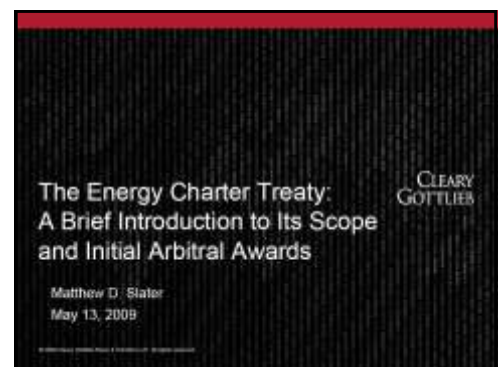 The Energy Charter Treaty:
A Brief Introduction to Its Scope
and Initial Arbitral Awards
CLEARY
GOTTLIEB
Matthew D. Slater
May 13, 2009